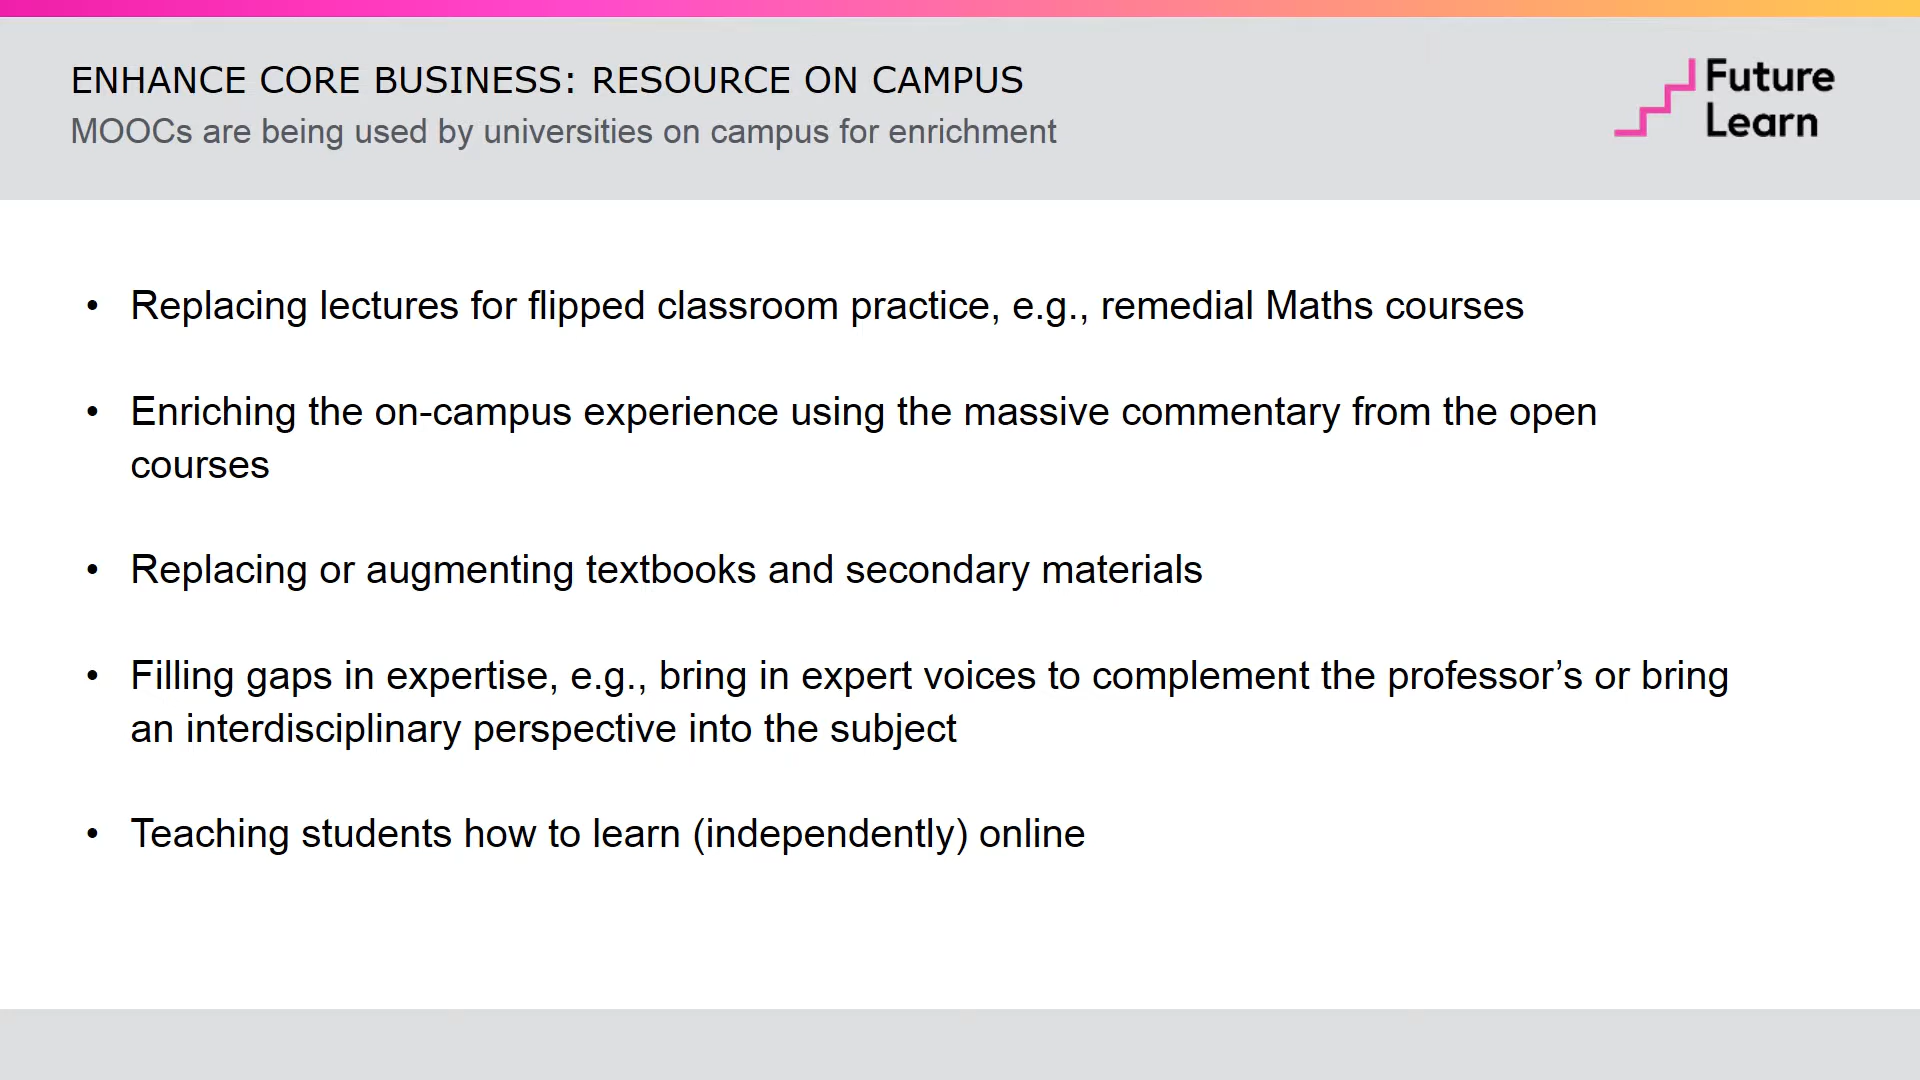 ENHANCE CORE BUSINESS: RESOURCE ON CAMPUS
MOOCs are being used by universities on campus for enrichment
Future
Learn
• Replacing lectures for flipped classroom practice, e.g., remedial Maths courses
• Enriching the on-campus experience using the massive commentary from the open
courses
• Replacing or augmenting textbooks and secondary materials
• Filling gaps in expertise, e.g., bring in expert voices to complement the professor’s or bring
an interdisciplinary perspective into the subject
• Teaching students how to learn (independently) online